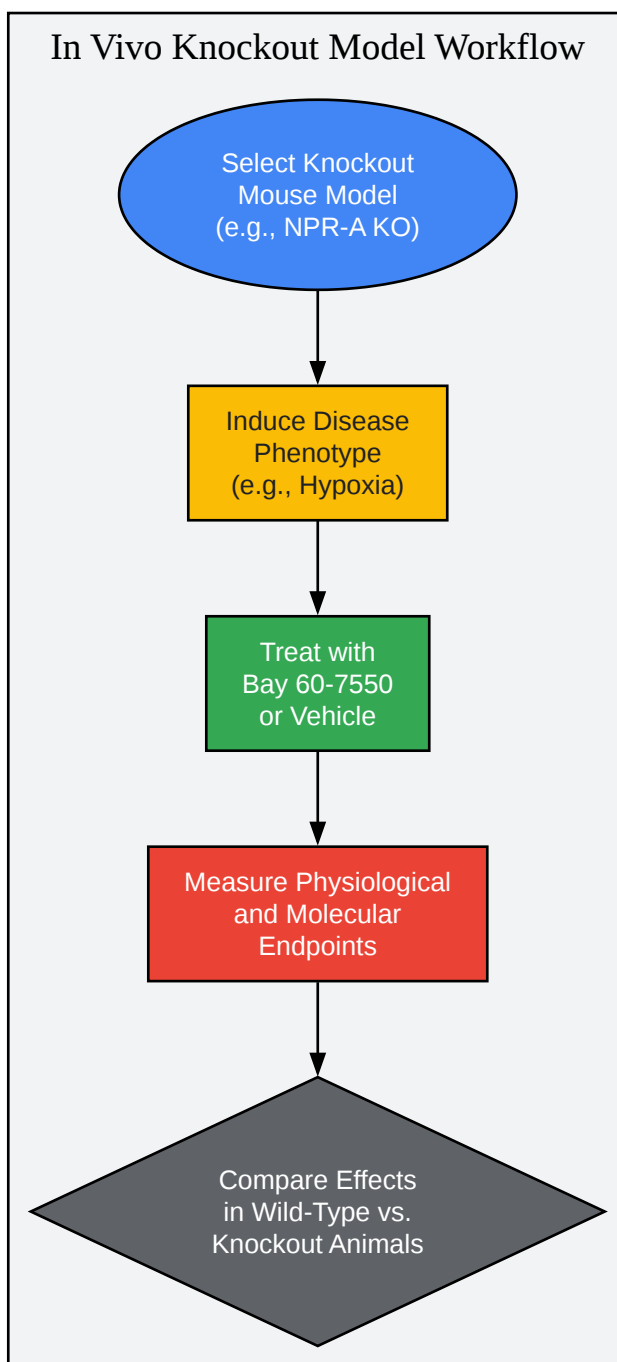 In Vivo Knockout Model Workflow
Select Knockout
Mouse Model
(e.g., NPR-A KO)
Induce Disease
Phenotype
(e.g., Hypoxia)
Treat with
Bay 60-7550
or Vehicle
Measure Physiological
and Molecular
Endpoints
Compare Effects
in Wild-Type vs.
Knockout Animals